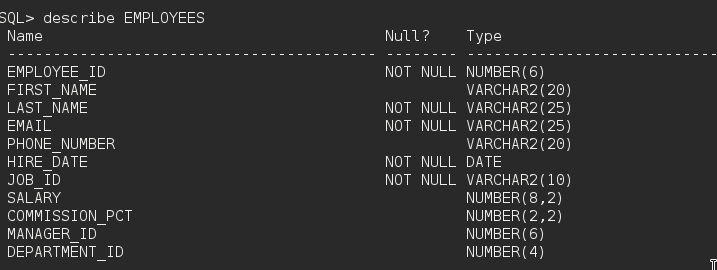 SQL> describe EMPLOYEES
Name                                      Null?    Type
----------------------------------------- -------- ----------------------------
EMPLOYEE_ID                               NOT NULL NUMBER(6)
FIRST_NAME                                         VARCHAR2(20)
LAST_NAME                                 NOT NULL VARCHAR2(25)
EMAIL                                     NOT NULL VARCHAR2(25)
PHONE_NUMBER                                       VARCHAR2(20)
HIRE_DATE                                 NOT NULL DATE
JOB_ID                                    NOT NULL VARCHAR2(10)
SALARY                                             NUMBER(8,2)
COMMISSION_PCT                                     NUMBER(2,2)
MANAGER_ID                                         NUMBER(6)
DEPARTMENT_ID                                      NUMBER(4)